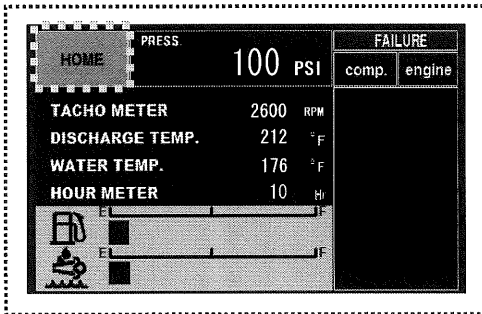 HOME
PRESS.
100 PSI
FAILURE
comp. engine
TACHO METER 2600 RPM
DISCHARGE TEMP. 212 °F
WATER TEMP. 176 °F
HOUR METER 10 Hr
E F
E F